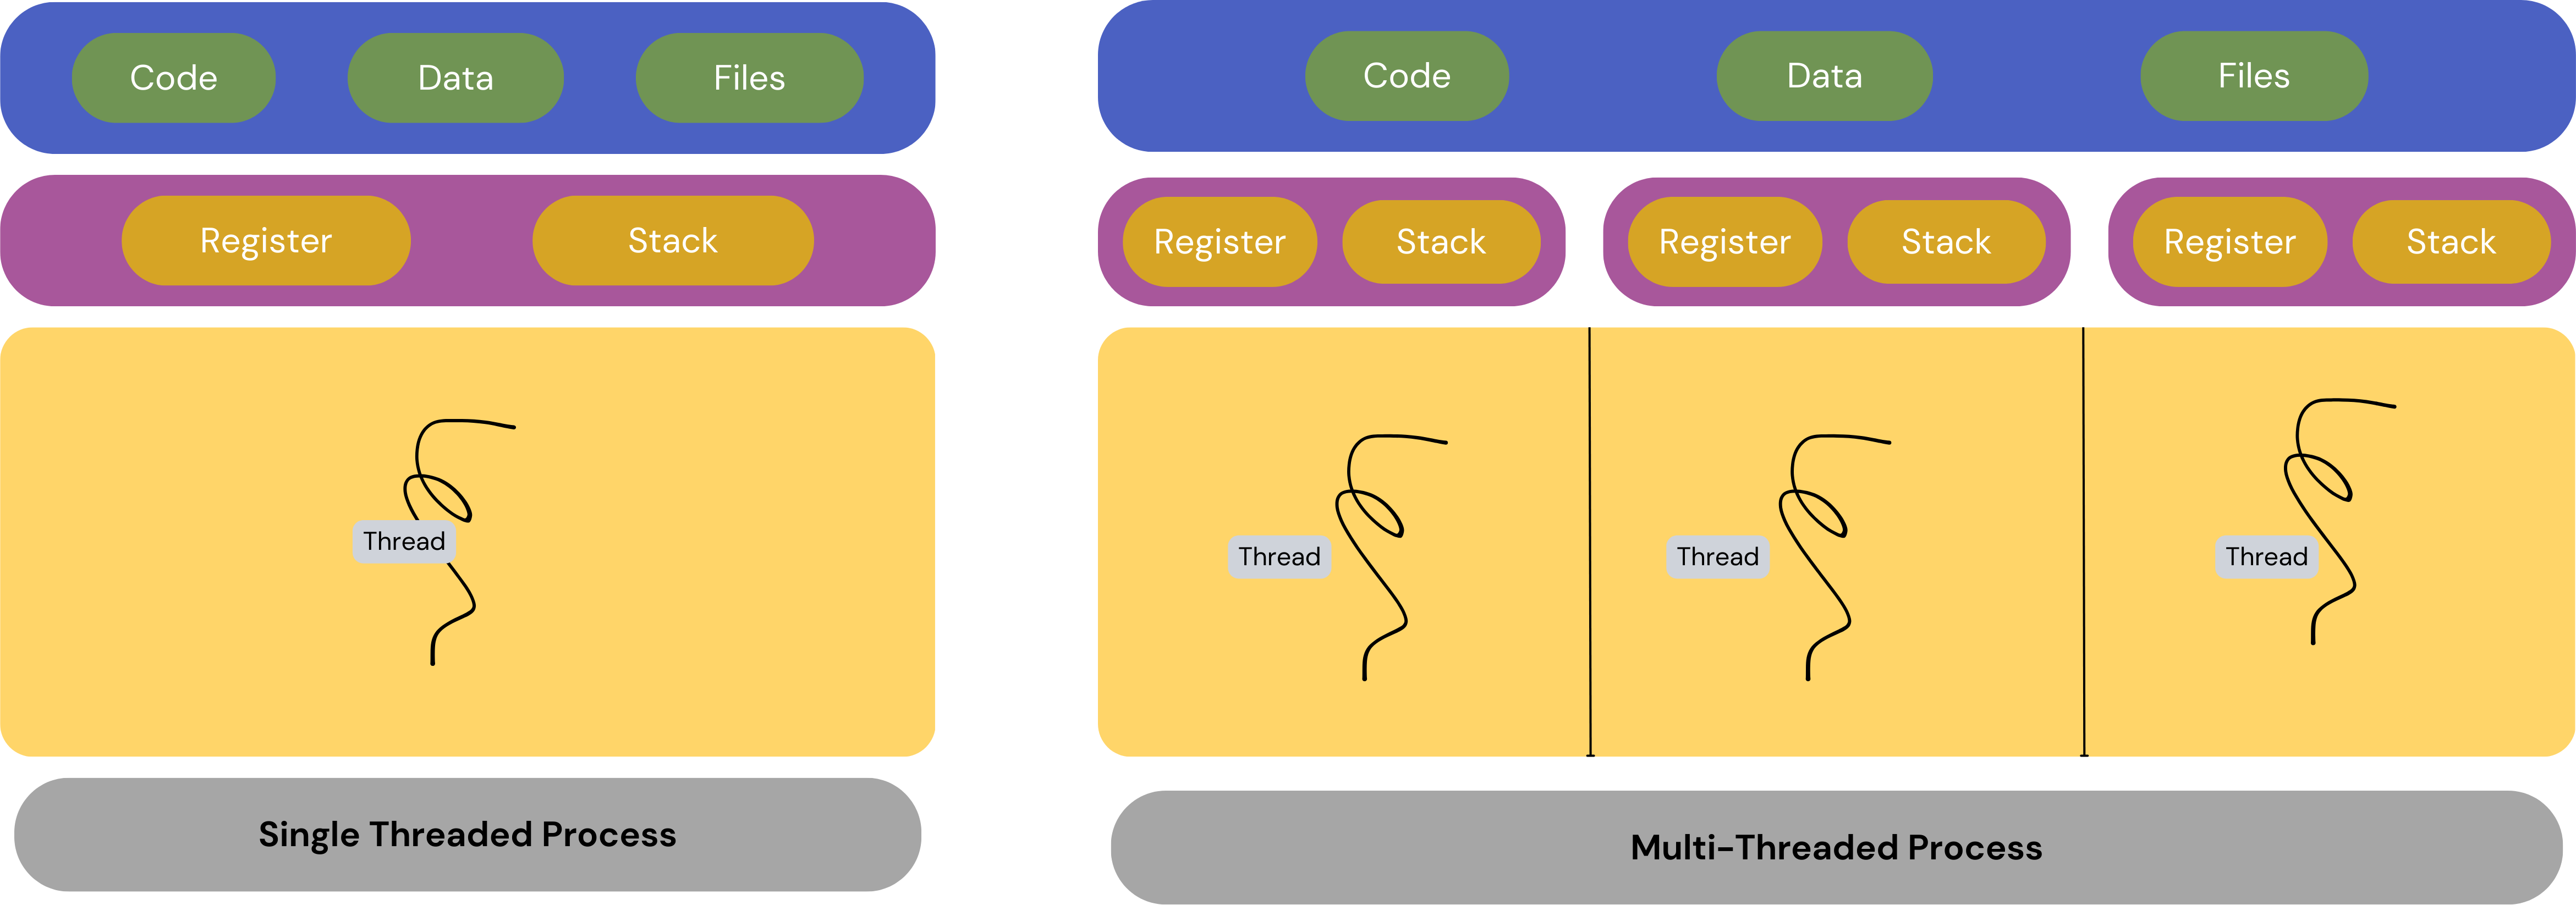 Code Data Files
Register Stack
Thread
Single Threaded Process
Code Data Files
Register Stack Register Stack Register Stack
Thread Thread Thread
Multi-Threaded Process